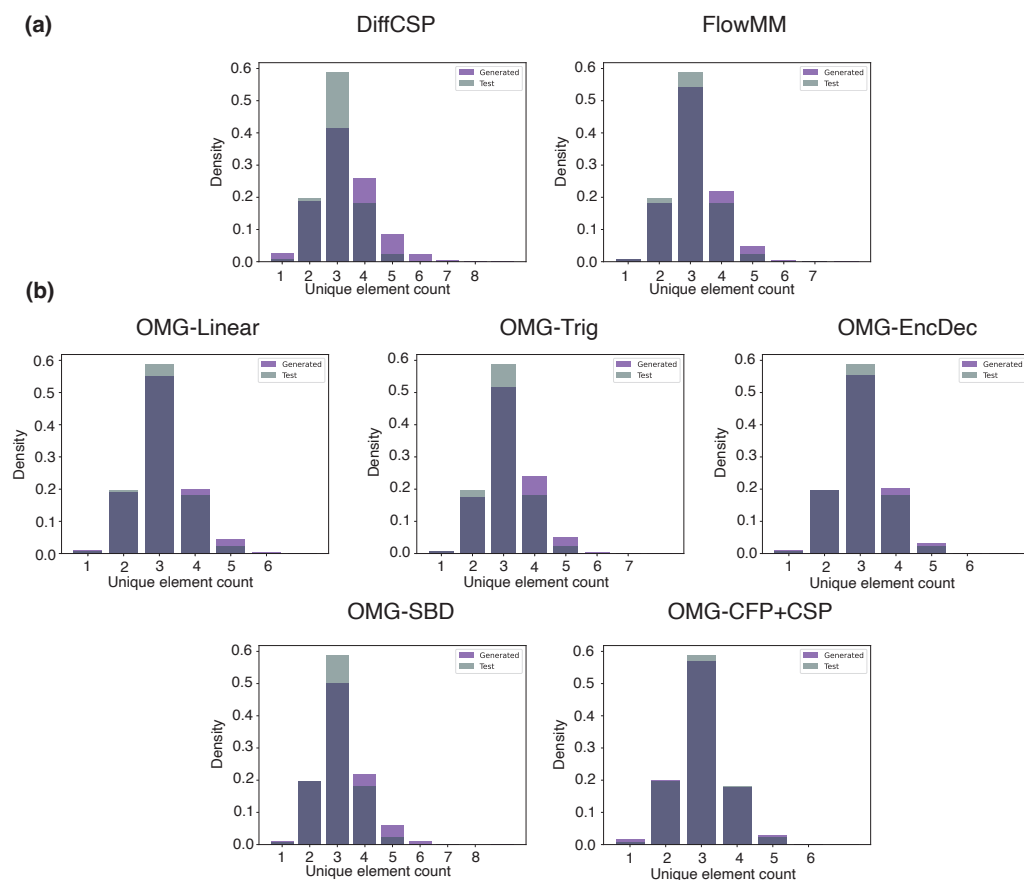 (a)
DiffCSP
FlowMM
Generated
Test
Density
0.6
0.5
0.4
0.3
0.2
0.1
0.0
1 2 3 4 5 6 7 8
Unique element count
Generated
Test
Density
0.6
0.5
0.4
0.3
0.2
0.1
0.0
1 2 3 4 5 6 7
Unique element count
(b)
OMG-Linear
OMG-Trig
OMG-EncDec
Generated
Test
Density
0.6
0.5
0.4
0.3
0.2
0.1
0.0
1 2 3 4 5 6
Unique element count
Generated
Test
Density
0.6
0.5
0.4
0.3
0.2
0.1
0.0
1 2 3 4 5 6 7
Unique element count
Generated
Test
Density
0.6
0.5
0.4
0.3
0.2
0.1
0.0
1 2 3 4 5 6
Unique element count
OMG-SBD
OMG-CFP+CSP
Generated
Test
Density
0.6
0.5
0.4
0.3
0.2
0.1
0.0
1 2 3 4 5 6 7 8
Unique element count
Generated
Test
Density
0.6
0.5
0.4
0.3
0.2
0.1
0.0
1 2 3 4 5 6
Unique element count